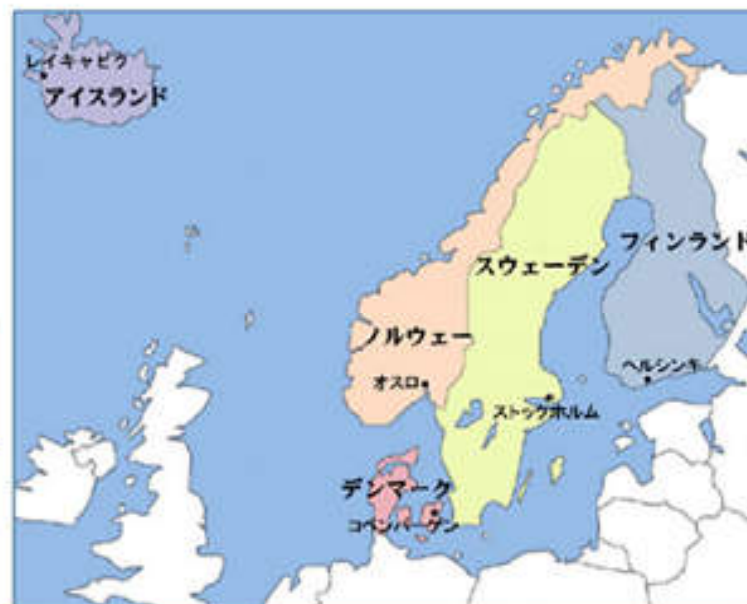 レイキャビク
アイスランド
フィンランド
スウェーデン
ノルウェー
ヘルシンキ
オスロ
ストックホルム
デンマーク
コペンハーゲン